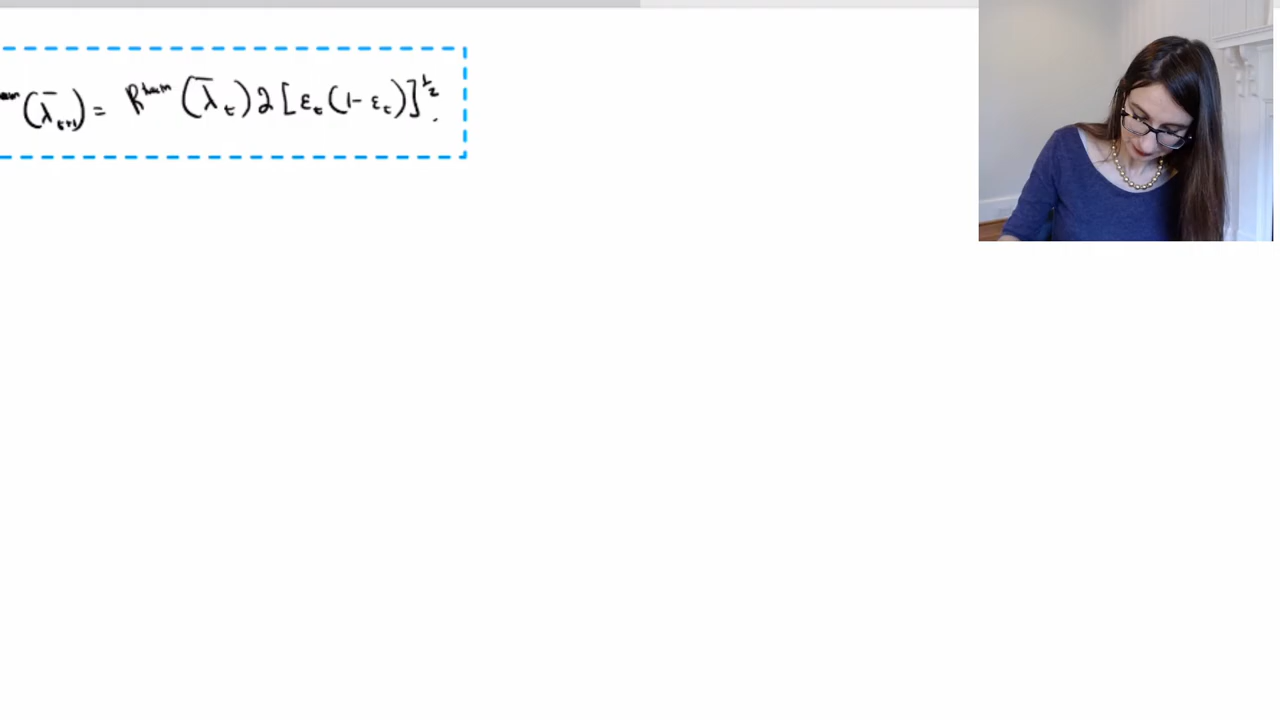 (λ̄_{t+1}) = R^{train} (λ̄_t) 2 [ε_t (1 - ε_t)]^{1/2}.